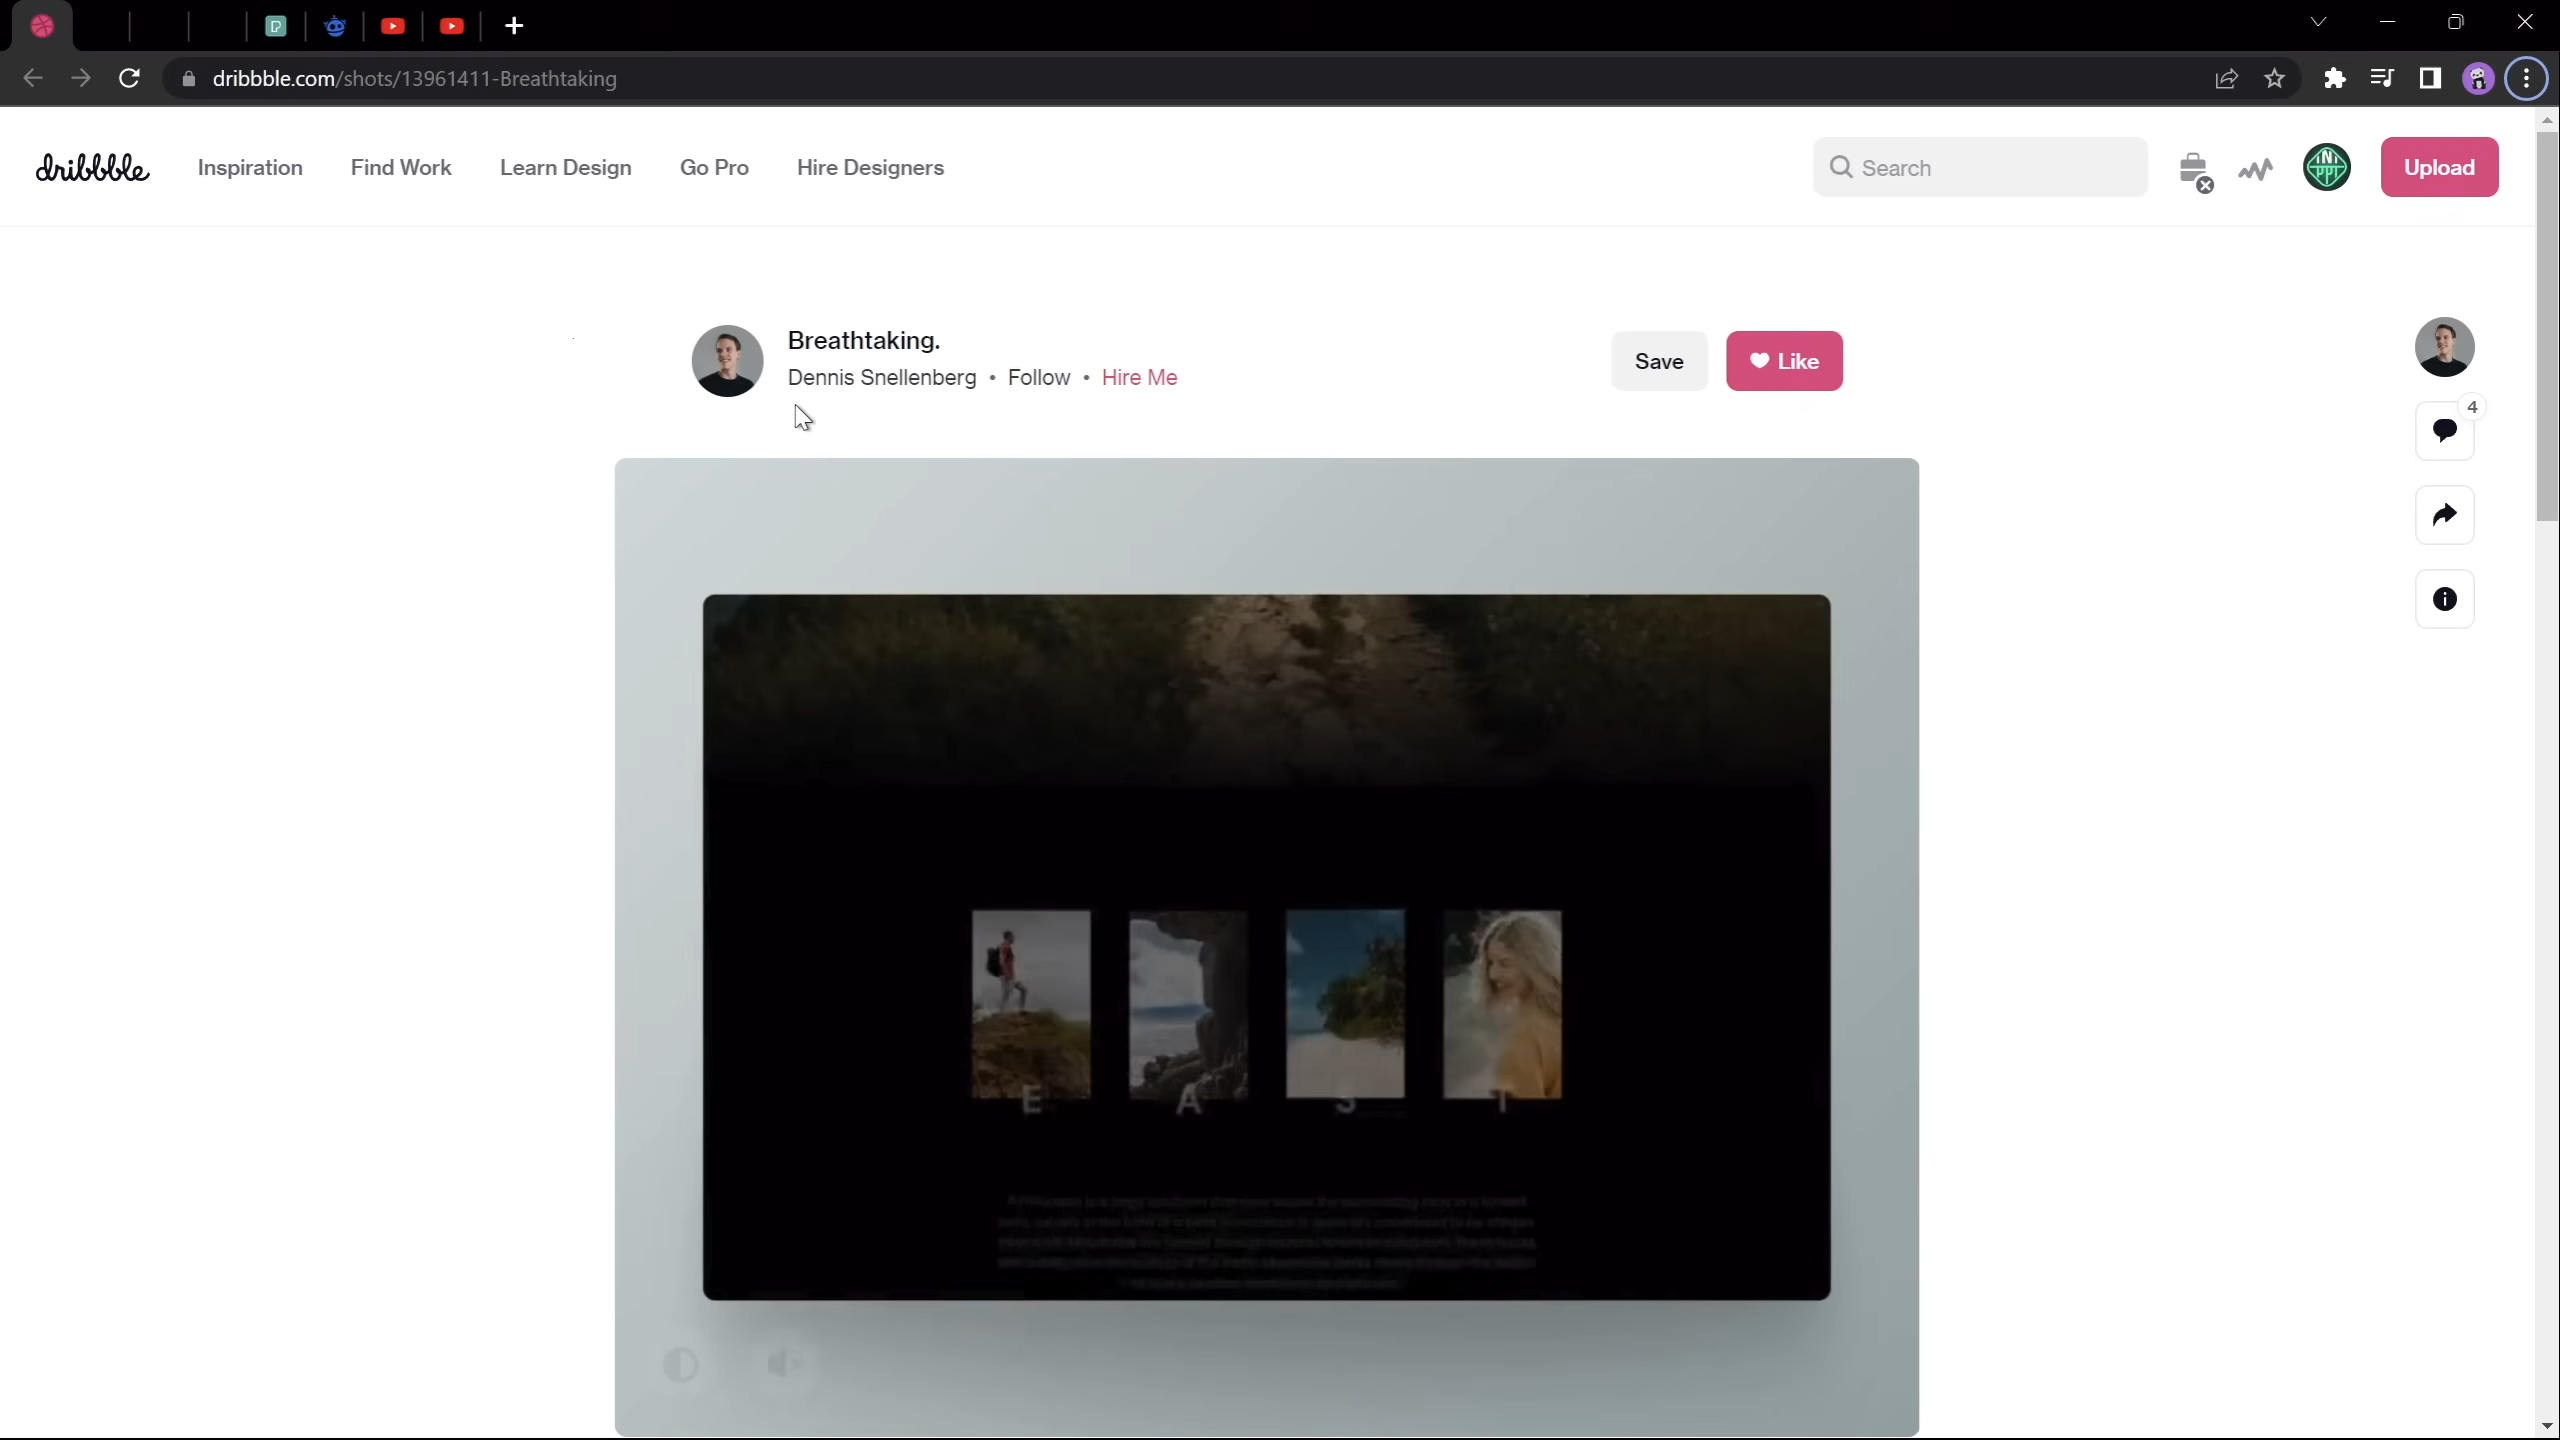 dribbble.com/shots/13961411-Breathtaking
dribbble
Inspiration
Find Work
Learn Design
Go Pro
Hire Designers
Search
Upload
Breathtaking.
Dennis Snellenberg • Follow • Hire Me
Save
Like
4
E A S T